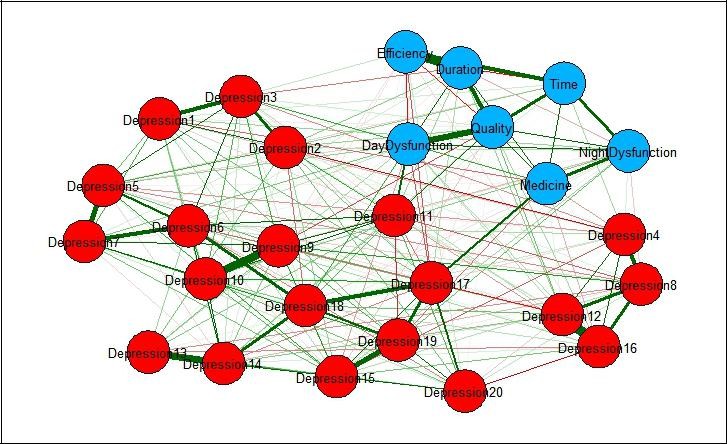 Efficiency
Duration
Time
Depression3
Depression1
Quality
Depression2
DayDysfunction
NightDysfunction
Depression5
Medicine
Depression11
Depression6
Depression7
Depression4
Depression9
Depression10
Depression17
Depression8
Depression18
Depression12
Depression19
Depression16
Depression13
Depression14
Depression15
Depression20